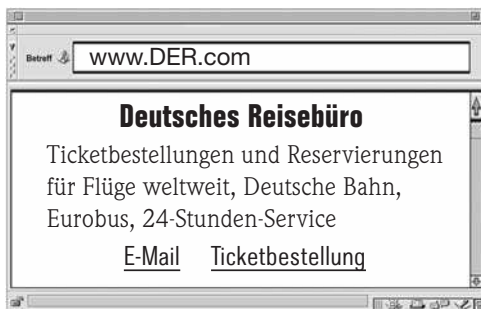 Betreff www.DER.com
Deutsches Reisebüro
Ticketbestellungen und Reservierungen
für Flüge weltweit, Deutsche Bahn,
Eurobus, 24-Stunden-Service
E-Mail Ticketbestellung